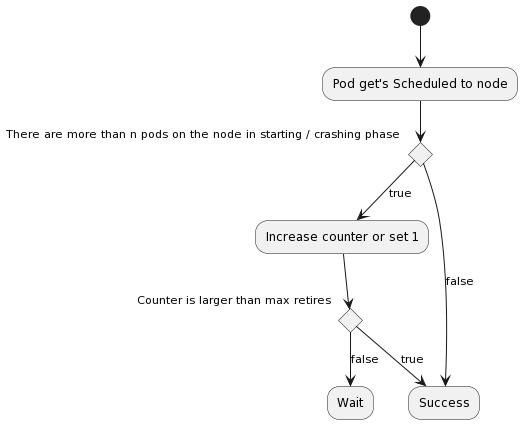 Pod get's Scheduled to node
There are more than n pods on the node in starting / crashing phase
true
Increase counter or set 1
false
Counter is larger than max retires
false
true
Wait
Success